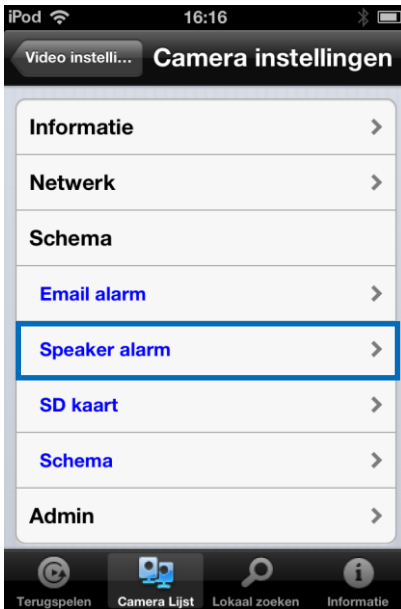 iPod 16:16
Video instelli... Camera instellingen
Informatie
Netwerk
Schema
Email alarm
Speaker alarm
SD kaart
Schema
Admin
Terugspelen Camera Lijst Lokaal zoeken Informatie